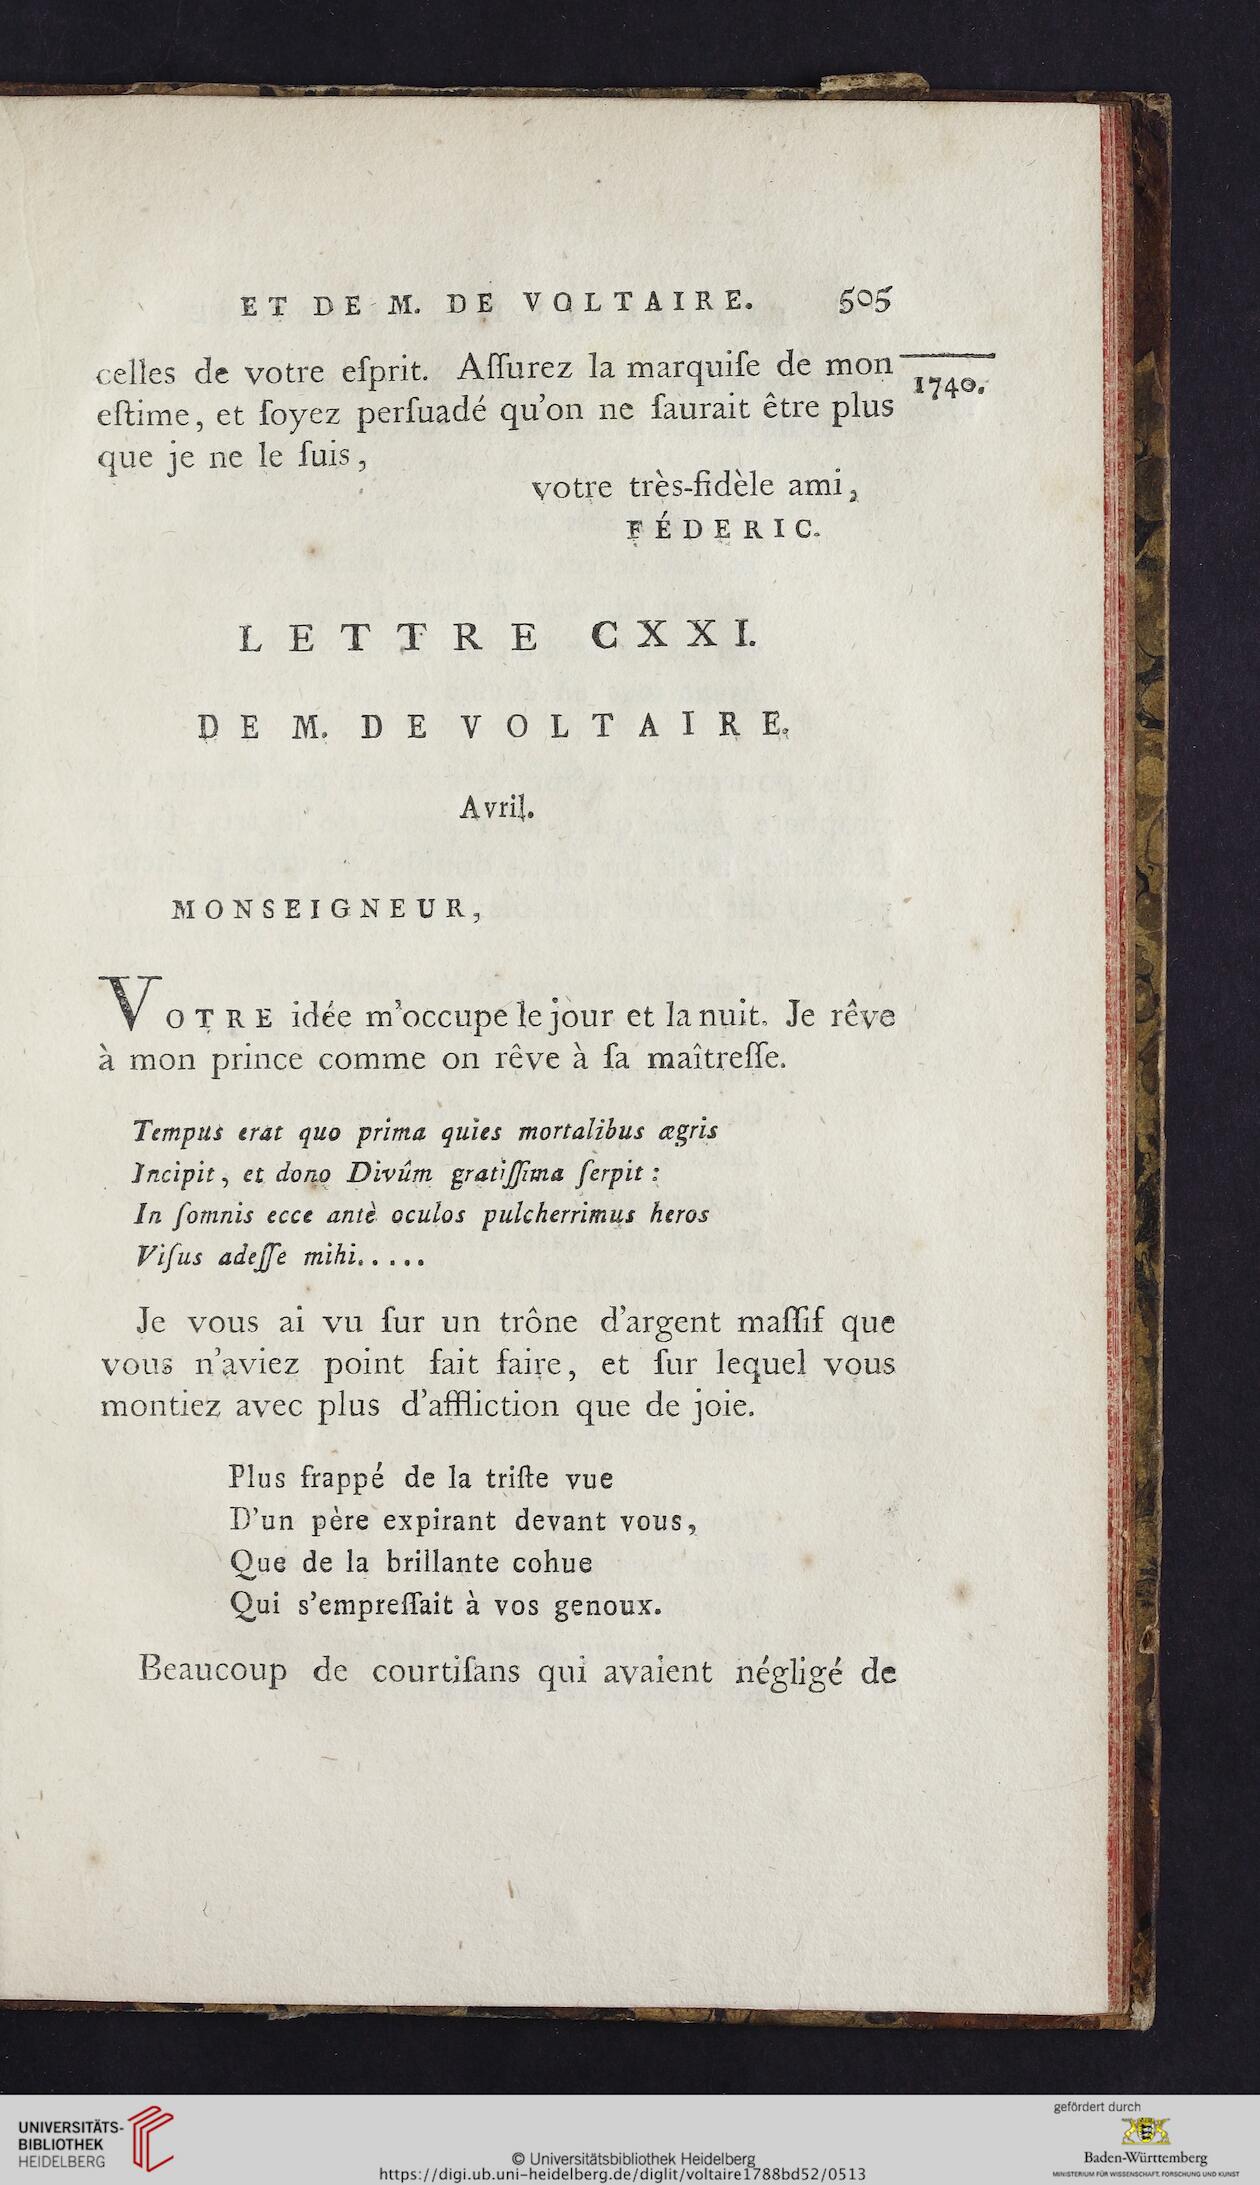 ET DE M. DE VOLTAIRE. 505
celles de votre eſprit. Aſſurez la marquiſe de mon
1740.
eſtime, et ſoyez perſuadé qu'on ne ſaurait être plus
que je ne le ſuis,
votre très-fidèle ami,
FÉDERIC.
LETTRE CXXI.
DE M. DE VOLTAIRE.
Avril.
MONSEIGNEUR,
VOTRE idée m'occupe le jour et la nuit. Je rêve
à mon prince comme on rêve à ſa maîtreſſe.
Tempus erat quo prima quies mortalibus ægris
Incipit, et dono Divûm gratiſſima ſerpit :
In ſomnis ecce antè oculos pulcherrimus heros
Viſus adeſſe mihi.....
Je vous ai vu ſur un trône d'argent maſſif que
vous n'aviez point fait faire, et ſur lequel vous
montiez avec plus d'affliction que de joie.
Plus frappé de la triſte vue
D'un père expirant devant vous,
Que de la brillante cohue
Qui s'empreſſait à vos genoux.
Beaucoup de courtiſans qui avaient négligé de
UNIVERSITÄTS-
BIBLIOTHEK
HEIDELBERG
© Universitätsbibliothek Heidelberg
https://digi.ub.uni-heidelberg.de/diglit/voltaire1788bd52/0513
gefördert durch
Baden-Württemberg
MINISTERIUM FÜR WISSENSCHAFT, FORSCHUNG UND KUNST